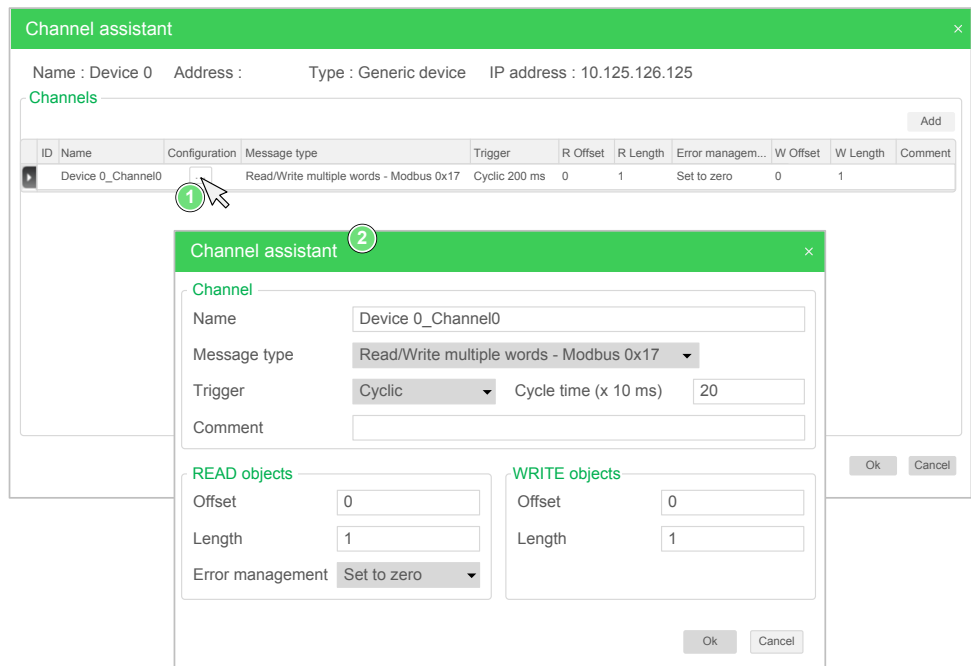 Channel assistant ×
Name : Device 0 Address : Type : Generic device IP address : 10.125.126.125
Channels
Add
ID Name Configuration Message type Trigger R Offset R Length Error managem... W Offset W Length Comment
Device 0_Channel0 ... Read/Write multiple words - Modbus 0x17 Cyclic 200 ms 0 1 Set to zero 0 1
1
2
Channel assistant ×
Channel
Name Device 0_Channel0
Message type Read/Write multiple words - Modbus 0x17
Trigger Cyclic Cycle time (x 10 ms) 20
Comment
READ objects WRITE objects
Offset 0 Offset 0
Length 1 Length 1
Error management Set to zero
Ok Cancel
Ok Cancel